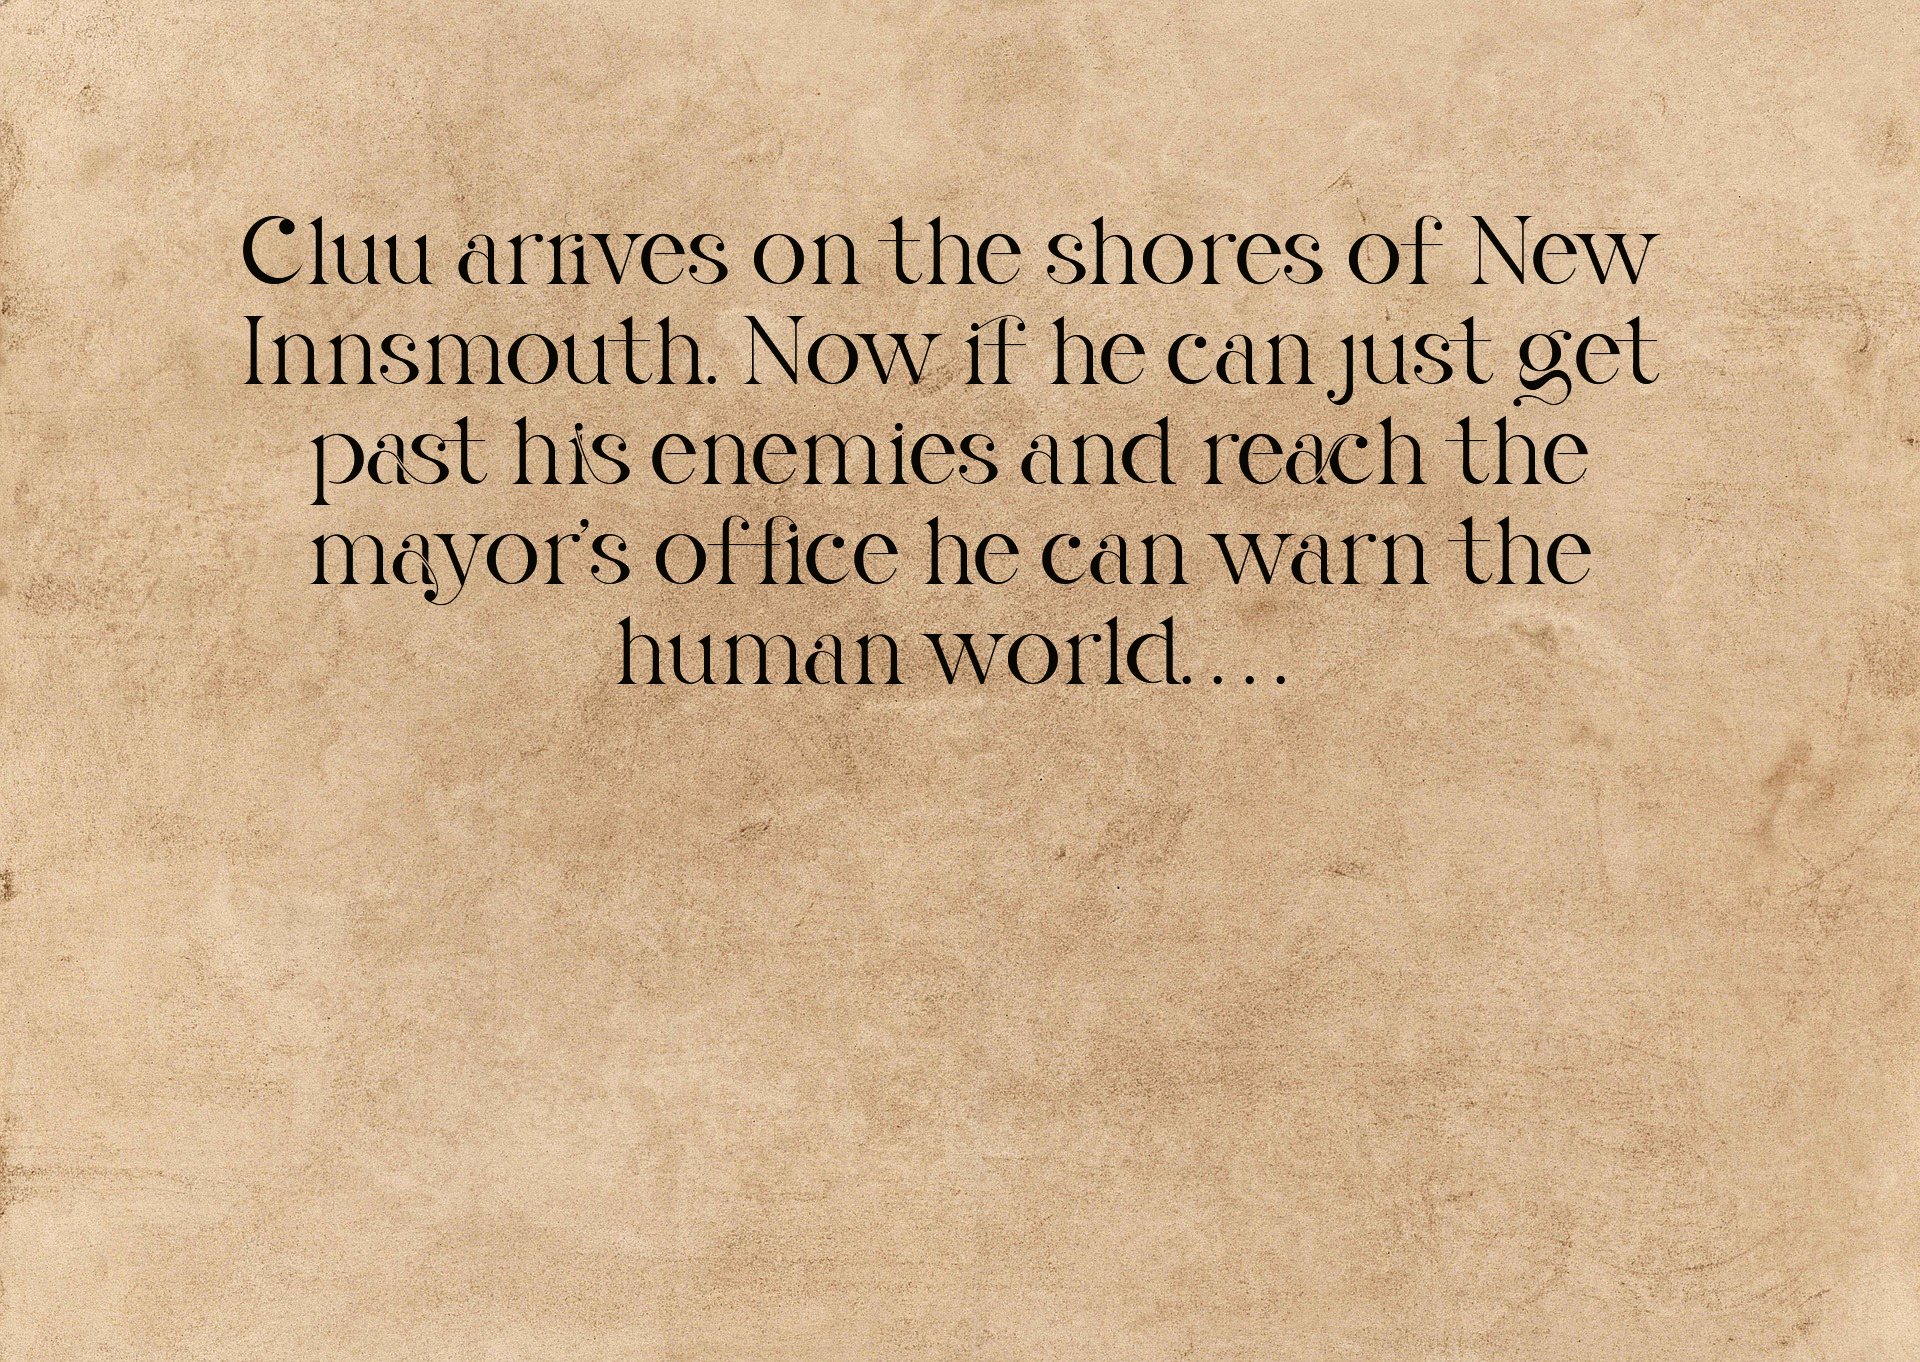 Cluu arrives on the shores of New
Innsmouth. Now if he can just get
past his enemies and reach the
mayor’s office he can warn the
human world....